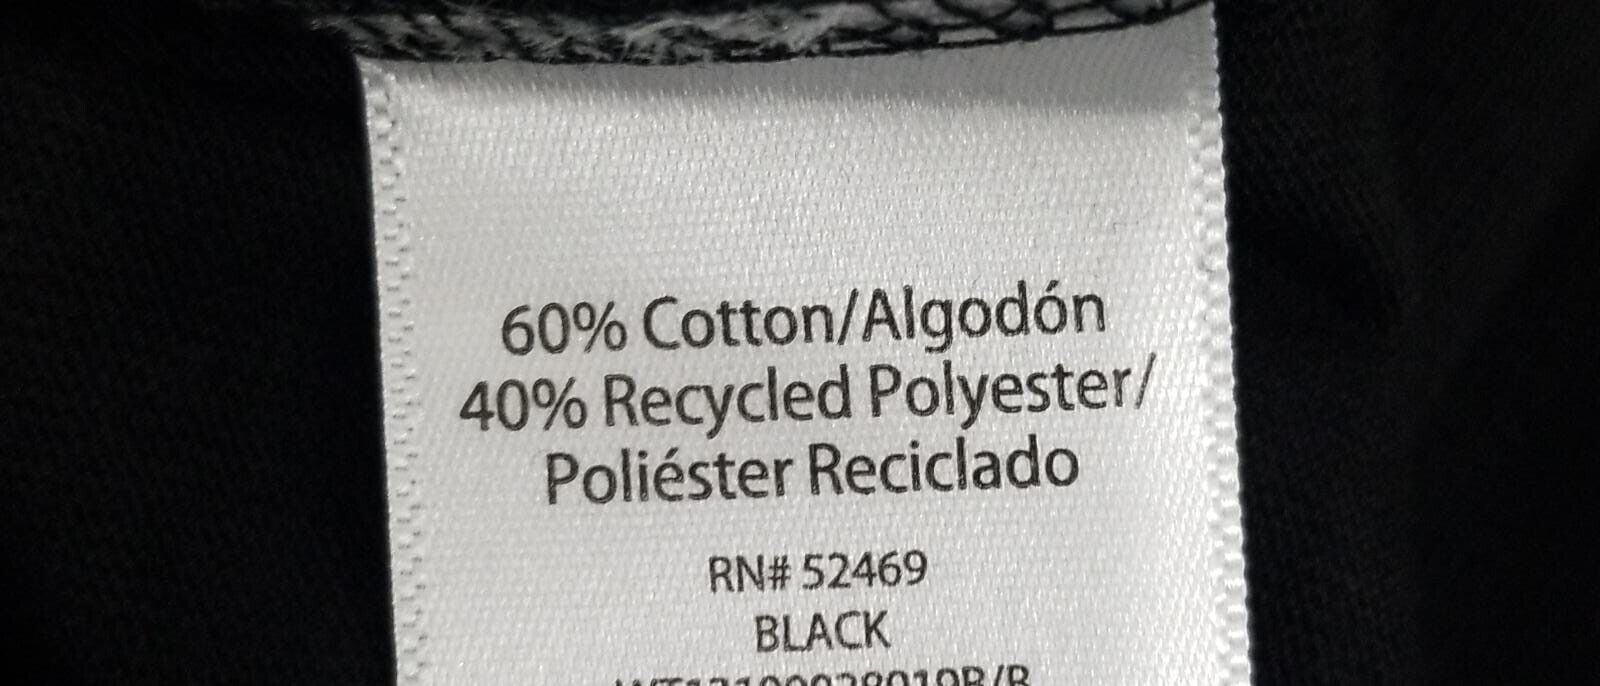 60% Cotton/Algodón
40% Recycled Polyester/
Poliéster Reciclado
RN# 52469
BLACK